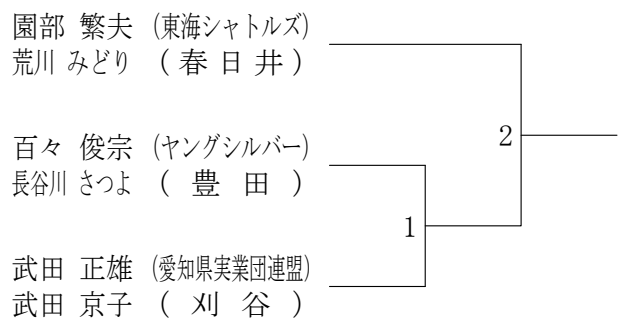 園部 繁夫 (東海シャトルズ)
荒川 みどり ( 春 日 井 )
2
百々 俊宗 (ヤングシルバー)
長谷川 さつよ ( 豊 田 )
1
武田 正雄 (愛知県実業団連盟)
武田 京子 ( 刈 谷 )